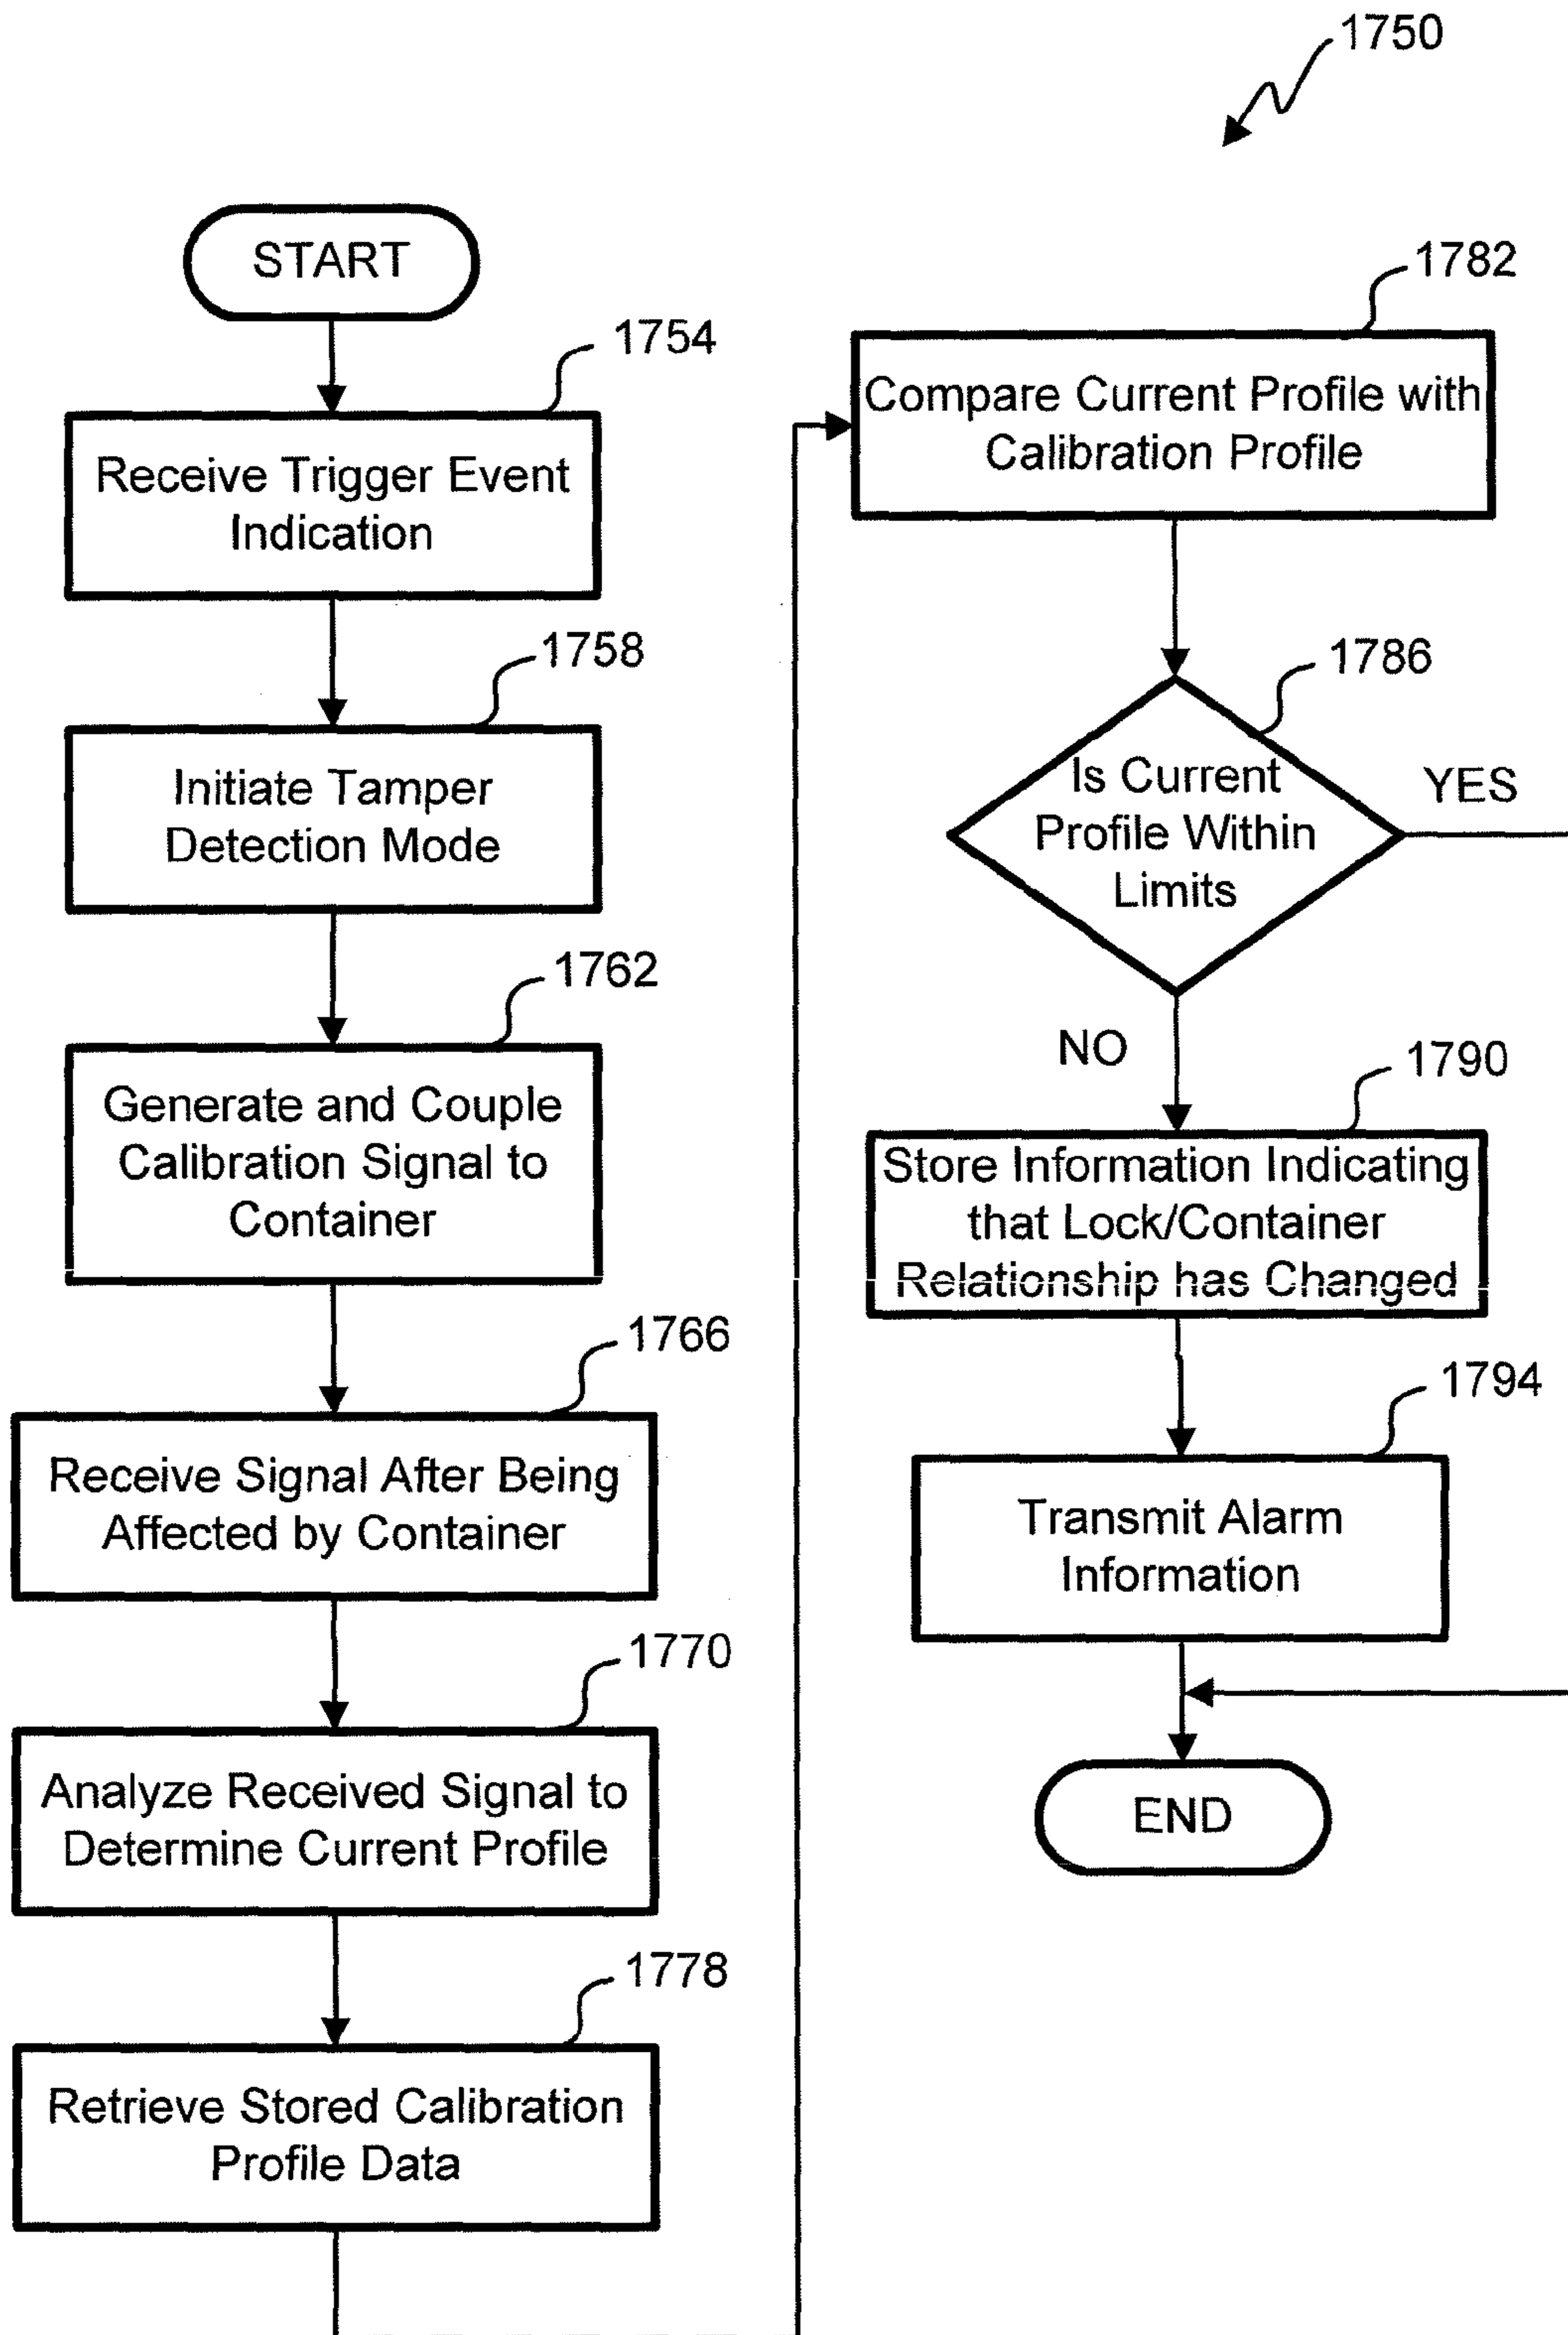 1750
START
1754
Receive Trigger Event
Indication
1758
Initiate Tamper
Detection Mode
1762
Generate and Couple
Calibration Signal to
Container
1766
Receive Signal After Being
Affected by Container
1770
Analyze Received Signal to
Determine Current Profile
1778
Retrieve Stored Calibration
Profile Data
1782
Compare Current Profile with
Calibration Profile
1786
Is Current
Profile Within
Limits
YES
NO
1790
Store Information Indicating
that Lock/Container
Relationship has Changed
1794
Transmit Alarm
Information
END